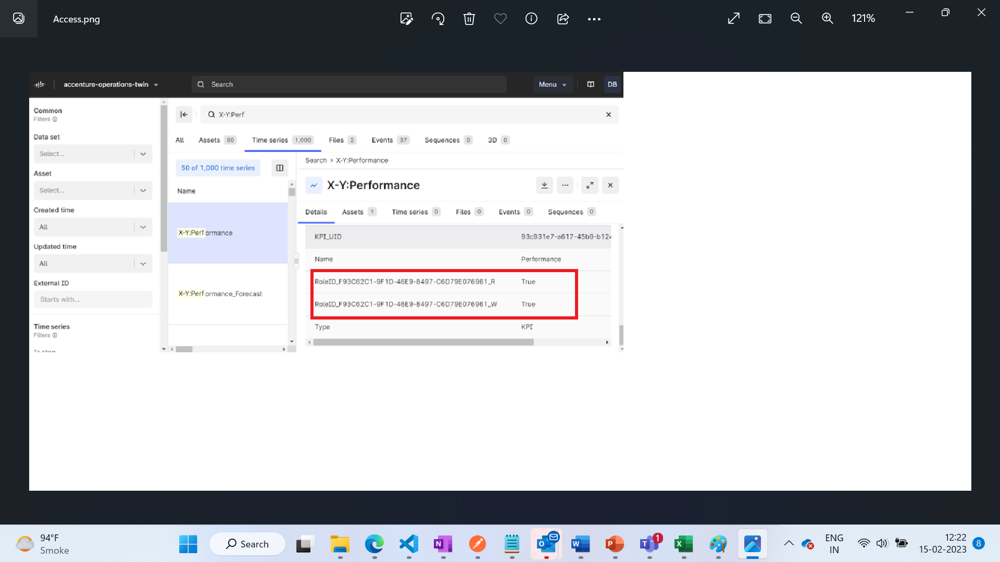 Access.png
121%
accenture-operations-twin
Search
Menu
DB
Common
Filters
Data set
Select...
Asset
Select...
Created time
All
Updated time
All
External ID
Starts with...
Time series
Filters
X-Y:Perf
All
Assets 80
Time series 1,000
Files 2
Events 37
Sequences 0
3D 0
50 of 1,000 time series
Name
X-Y:Performance
X-Y:Performance_Forecast
Search › X-Y:Performance
X-Y:Performance
Details
Assets 1
Time series 0
Files 0
Events 0
Sequences 0
KPI_UID 93c931e7-a617-45b9-b124
Name Performance
RoleID_F93C62C1-9F1D-46E9-8497-C6D79E076961_R True
RoleID_F93C62C1-9F1D-46E9-8497-C6D79E076961_W True
Type KPI
94°F
Smoke
Search
1
ENG
IN
12:22
15-02-2023
8